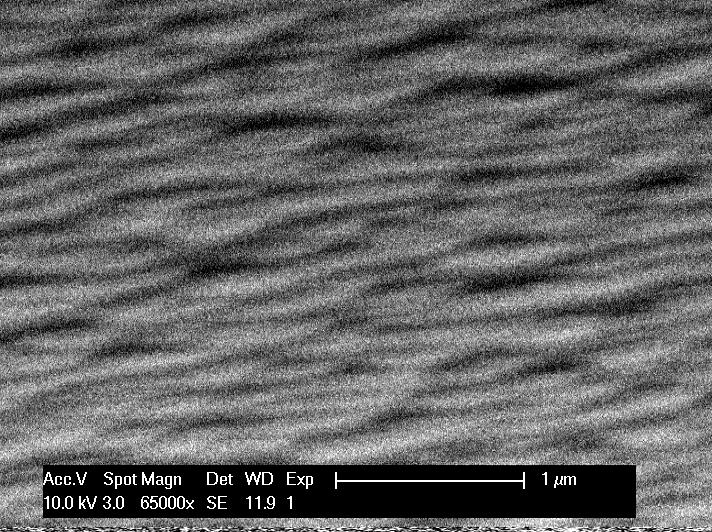 Acc.V Spot Magn Det WD Exp 1 µm
10.0 kV 3.0 65000x SE 11.9 1